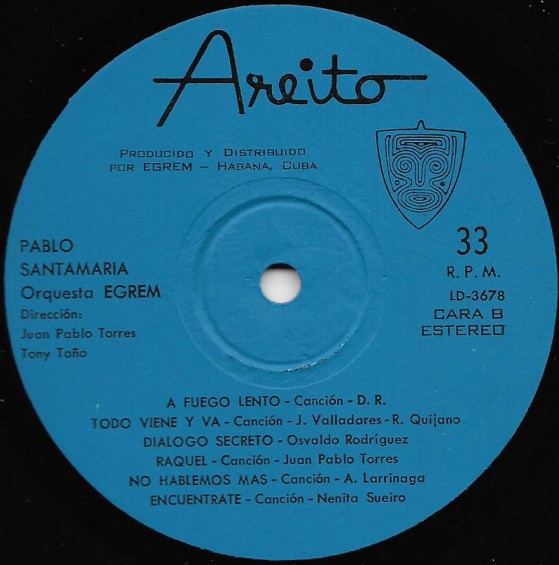 Areito
PRODUCIDO Y DISTRIBUIDO
POR EGREM – HABANA, CUBA
PABLO
SANTAMARIA
Orquesta EGREM
Dirección:
Juan Pablo Torres
Tony Taño
33
R. P. M.
LD-3678
CARA B
ESTEREO
A FUEGO LENTO - Canción - D. R.
TODO VIENE Y VA - Canción - J. Valladares - R. Quijano
DIALOGO SECRETO - Osvaldo Rodríguez
RAQUEL - Canción - Juan Pablo Torres
NO HABLEMOS MAS - Canción - A. Larrinaga
ENCUENTRATE - Canción - Nenita Sueiro